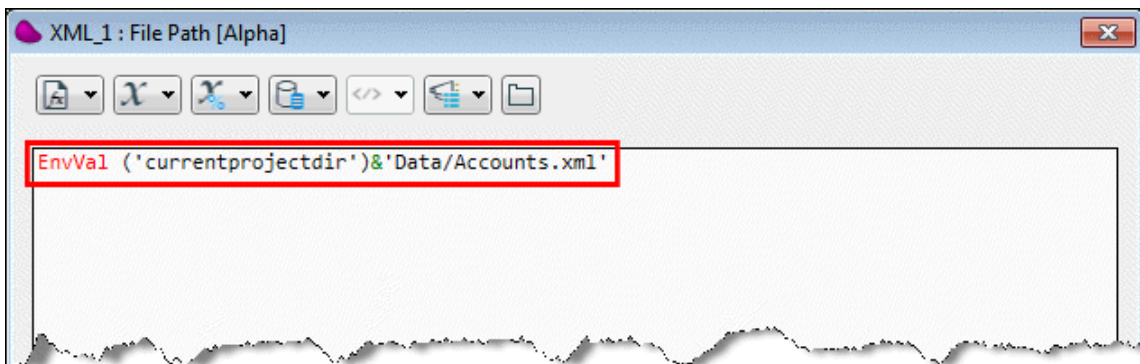 XML_1 : File Path [Alpha]
EnvVal ('currentprojectdir')&'Data/Accounts.xml'